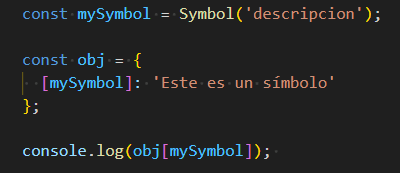 const mySymbol = Symbol('descripcion');
const obj = {
  [mySymbol]: 'Este es un símbolo'
};
console.log(obj[mySymbol]);